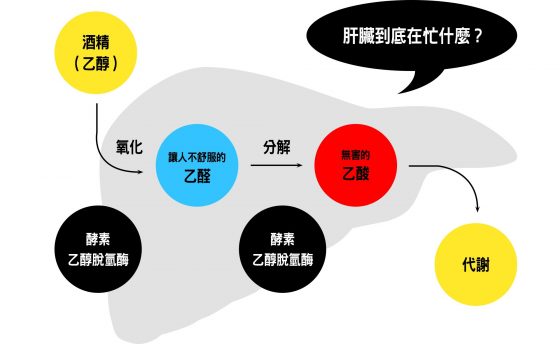 肝臟到底在忙什麼？
酒精
（乙醇）
氧化
讓人不舒服的
乙醛
分解
無害的
乙酸
酵素
乙醇脫氫酶
酵素
乙醇脫氫酶
代謝